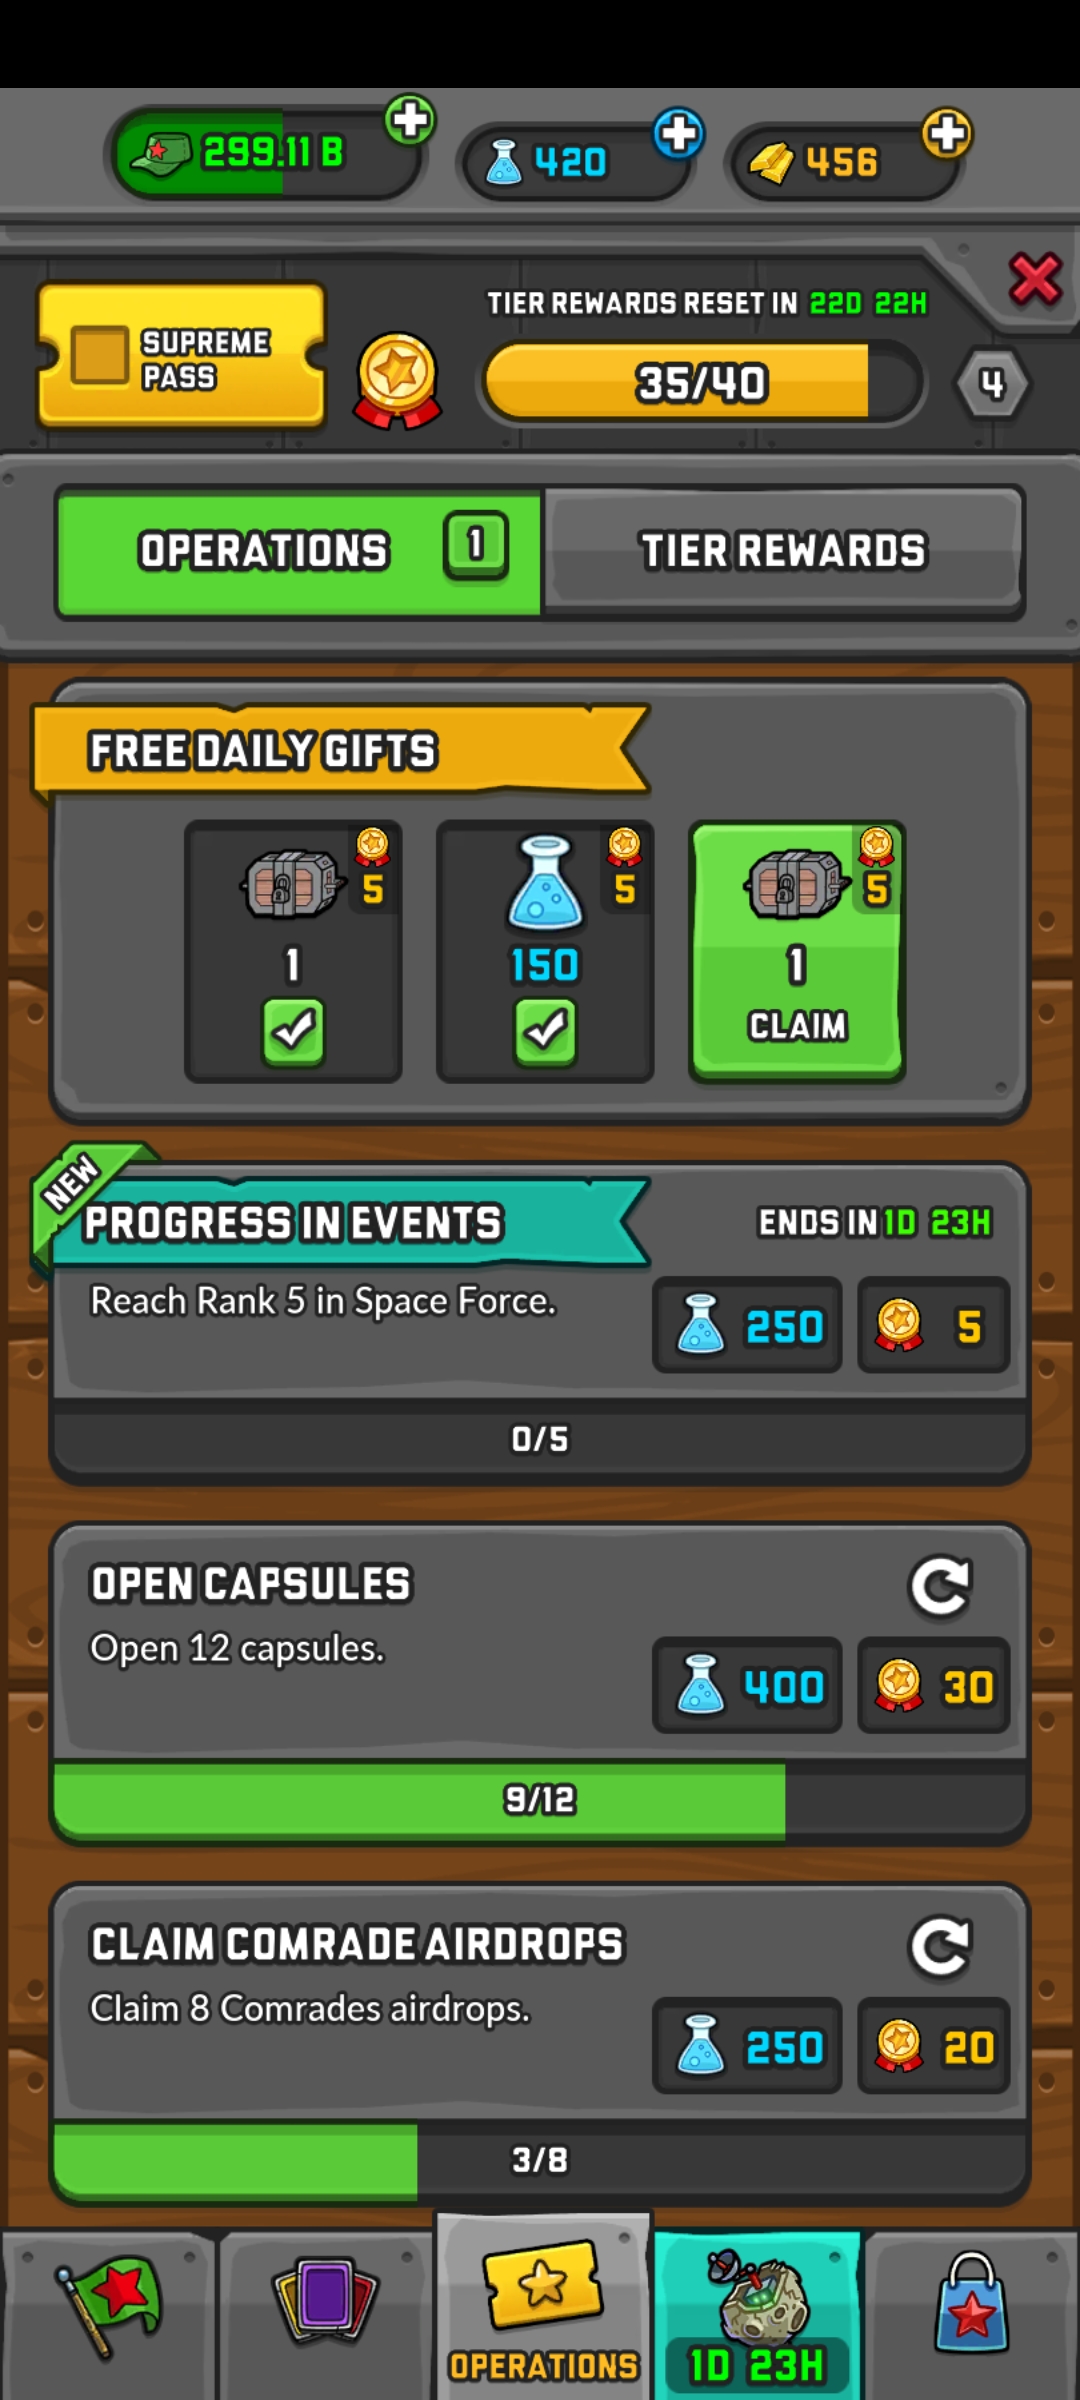 299.11 B
420
456
TIER REWARDS RESET IN 22D 22H
SUPREME
PASS
35/40
4
OPERATIONS
1
TIER REWARDS
FREE DAILY GIFTS
5
5
5
1
150
1
CLAIM
NEW
PROGRESS IN EVENTS
ENDS IN 1D 23H
Reach Rank 5 in Space Force.
250
5
0/5
OPEN CAPSULES
Open 12 capsules.
400
30
9/12
CLAIM COMRADE AIRDROPS
Claim 8 Comrades airdrops.
250
20
3/8
OPERATIONS
1D 23H